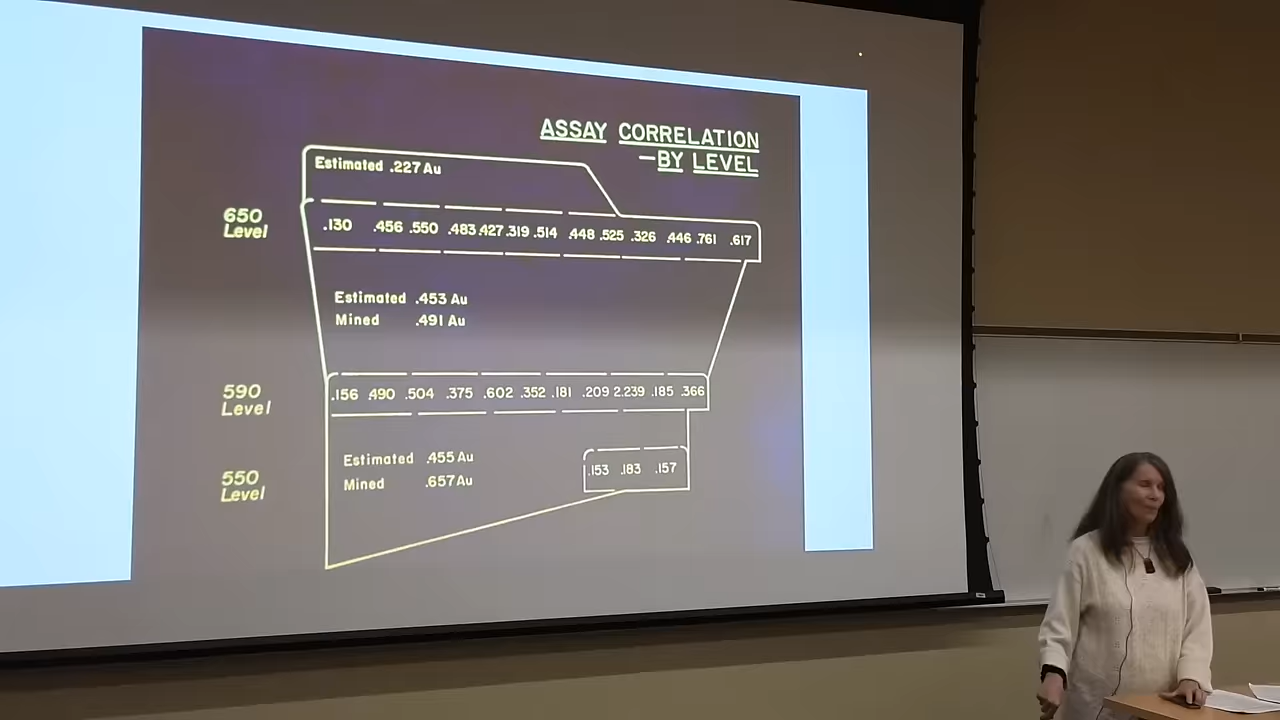 ASSAY CORRELATION
—BY LEVEL
Estimated .227 Au
650
Level
.130 .456 .550 .483 .427 .319 .514 .448 .525 .326 .446 .761 .617
Estimated .453 Au
Mined .491 Au
590
Level
.156 .490 .504 .375 .602 .352 .181 .209 2.239 .185 .366
Estimated .455 Au
Mined .657 Au
550
Level
.153 .183 .157